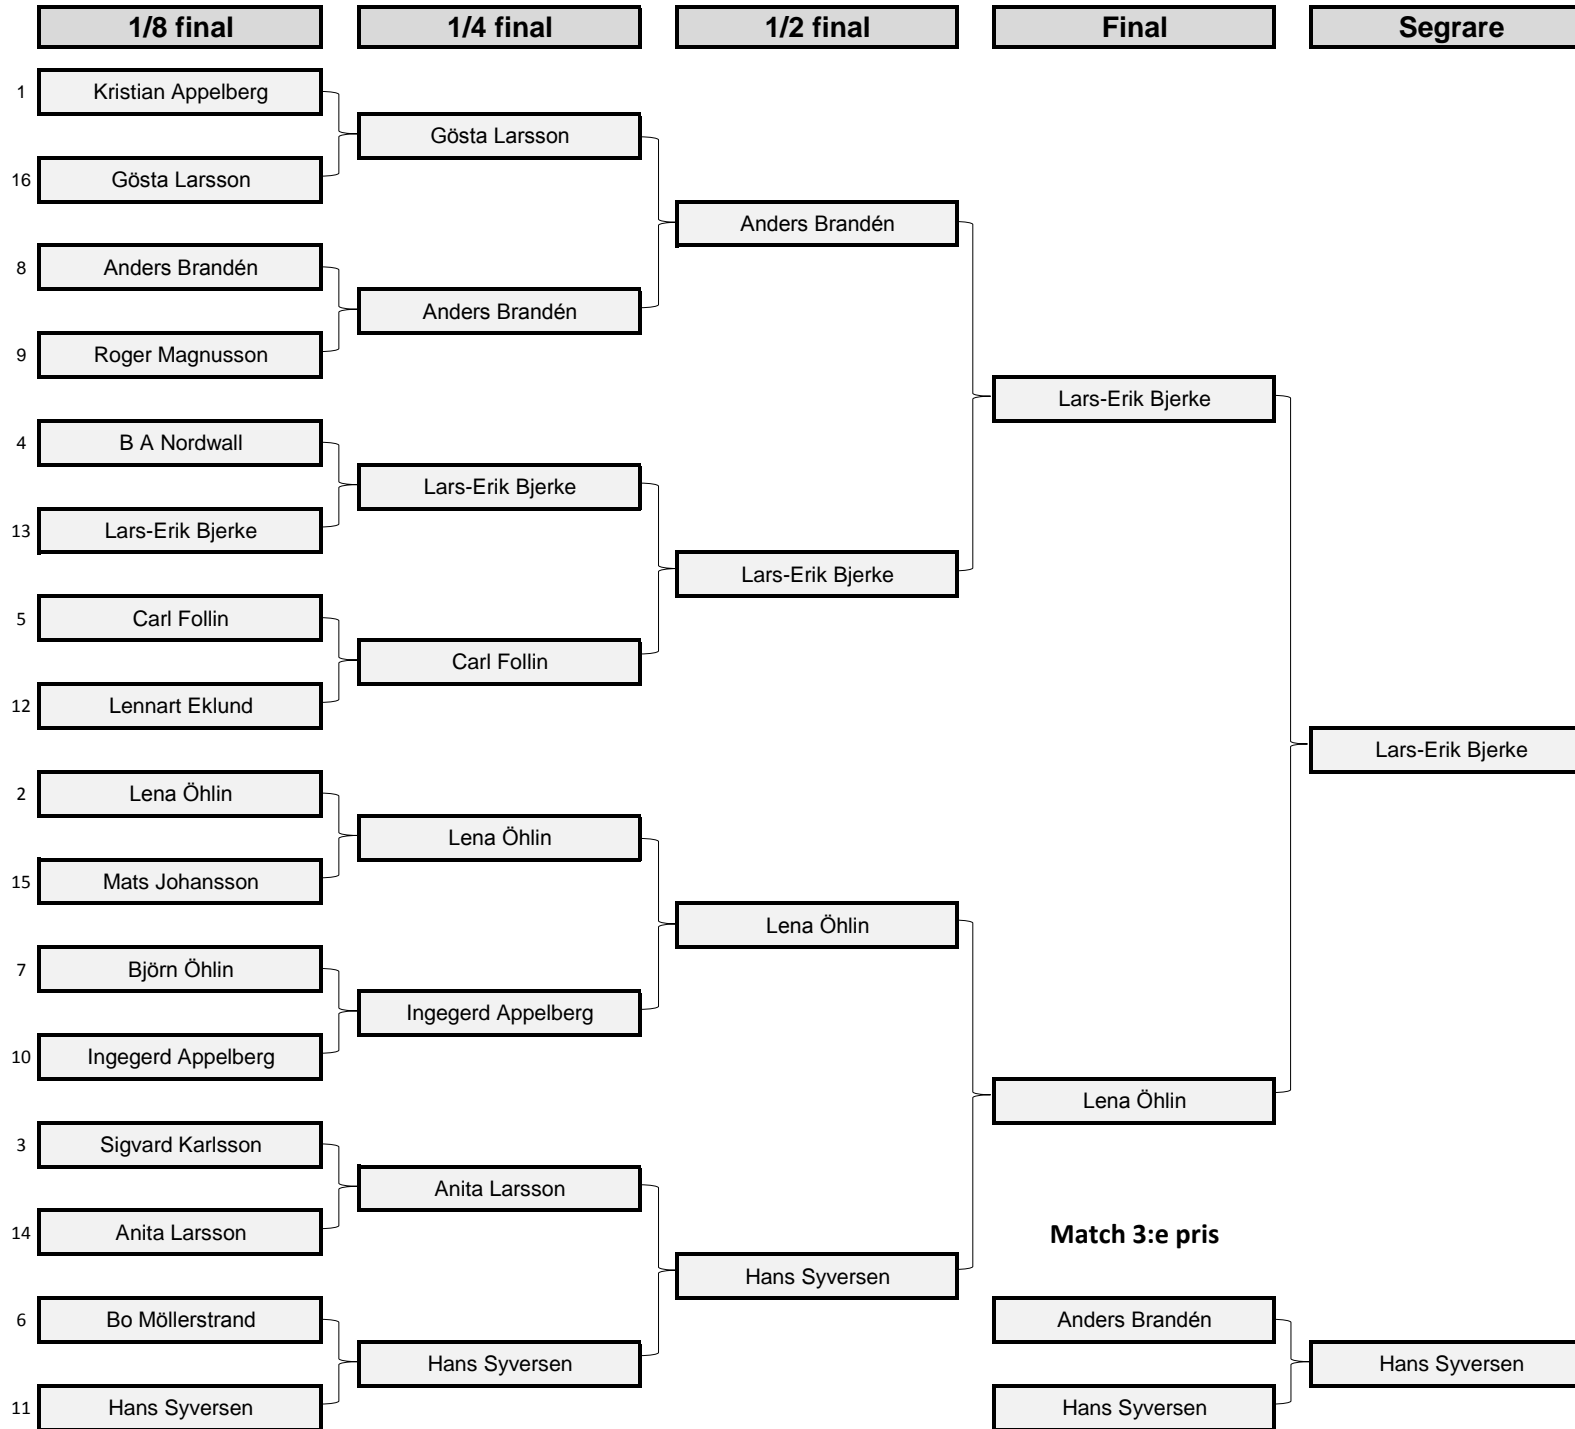 1/8 final 1/4 final 1/2 final Final Segrare
1 Kristian Appelberg
Gösta Larsson
16 Gösta Larsson
Anders Brandén
8 Anders Brandén
Anders Brandén
9 Roger Magnusson
Lars-Erik Bjerke
4 B A Nordwall
Lars-Erik Bjerke
13 Lars-Erik Bjerke
Lars-Erik Bjerke
5 Carl Follin
Carl Follin
12 Lennart Eklund
Lars-Erik Bjerke
2 Lena Öhlin
Lena Öhlin
15 Mats Johansson
Lena Öhlin
7 Björn Öhlin
Ingegerd Appelberg
10 Ingegerd Appelberg
Lena Öhlin
3 Sigvard Karlsson
Anita Larsson
14 Anita Larsson Match 3:e pris
Hans Syversen
6 Bo Möllerstrand Anders Brandén
Hans Syversen Hans Syversen
11 Hans Syversen Hans Syversen